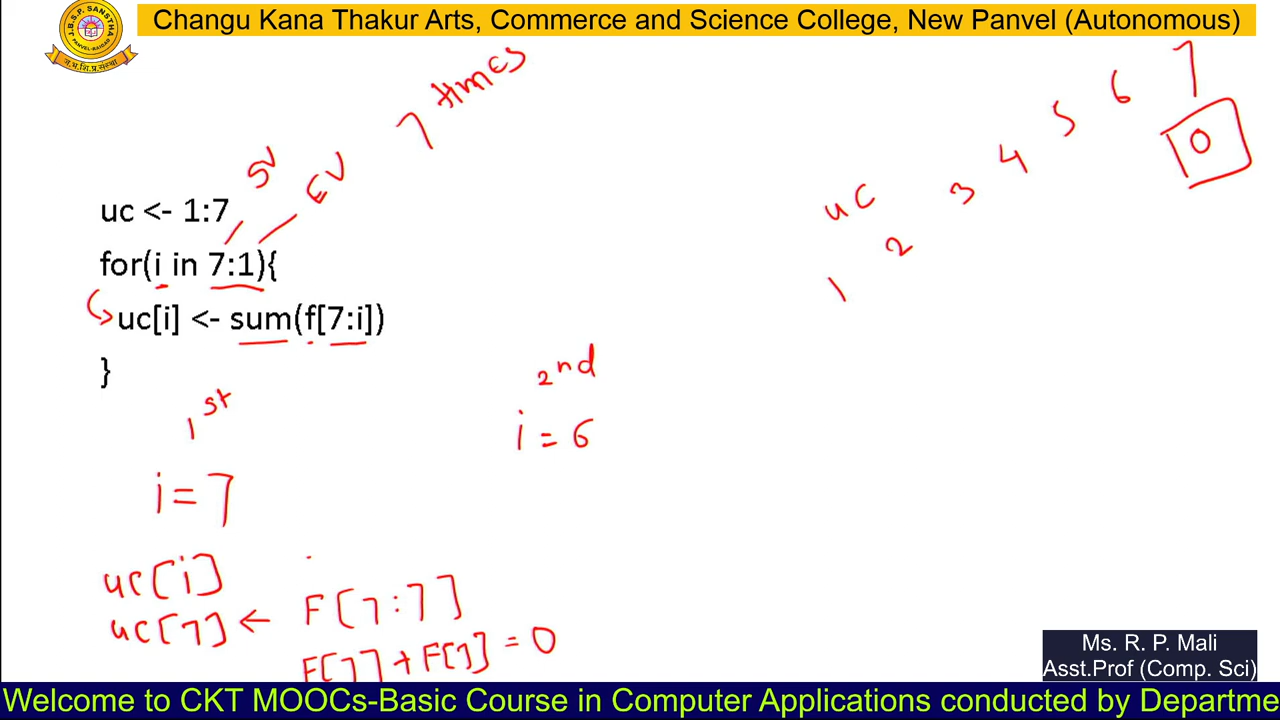 Changu Kana Thakur Arts, Commerce and Science College, New Panvel (Autonomous)
7 times
SV
EV
uc <- 1:7
for(i in 7:1){
uc[i] <- sum(f[7:i])
}
uc
1 2 3 4 5 6 7
0
1st
i = 7
2nd
i = 6
uc[i]
uc[7] ← F[7:7]
F[7] + F[7] = 0
Ms. R. P. Mali
Asst.Prof (Comp. Sci)
Welcome to CKT MOOCs-Basic Course in Computer Applications conducted by Departme